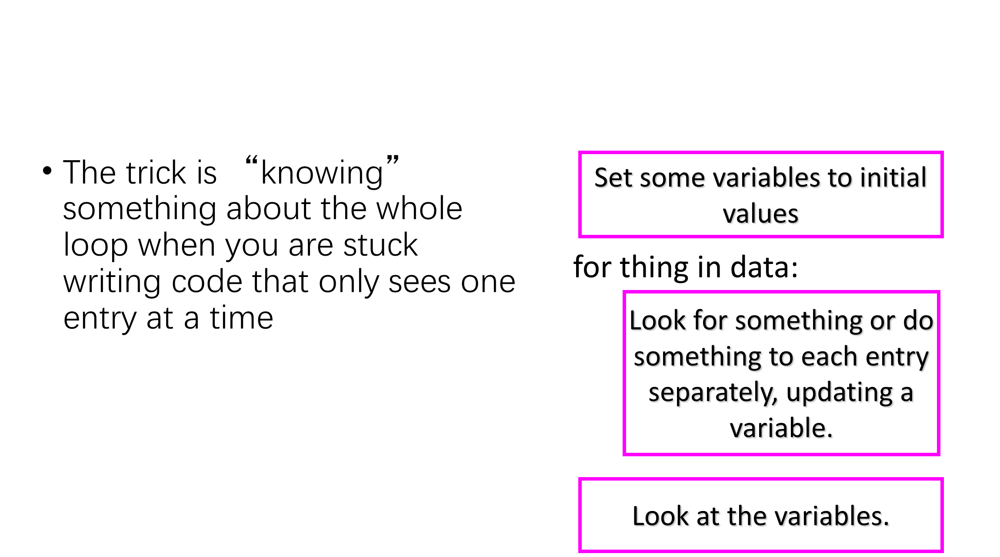 • The trick is “knowing”
something about the whole
loop when you are stuck
writing code that only sees one
entry at a time
Set some variables to initial
values
for thing in data:
Look for something or do
something to each entry
separately, updating a
variable.
Look at the variables.